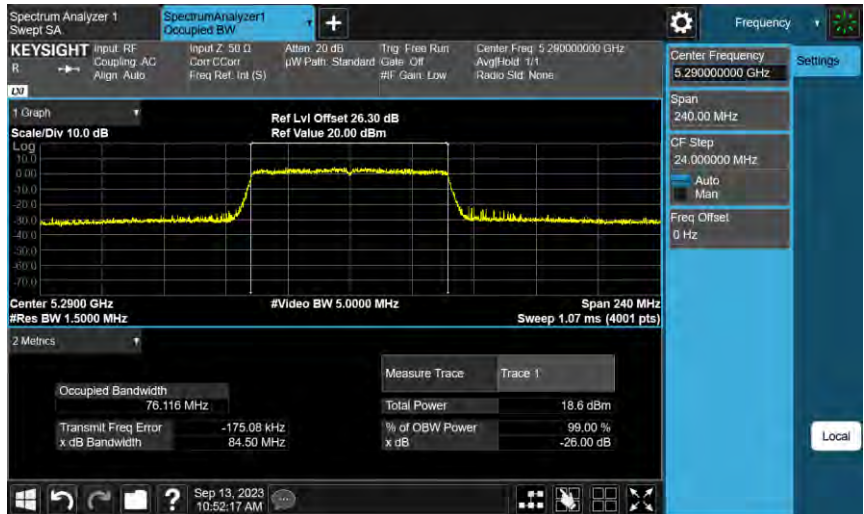 Spectrum Analyzer 1
Swept SA
SpectrumAnalyzer1
Occupied BW
+
Frequency
KEYSIGHT
R
LXI
Input: RF
Coupling: AC
Align: Auto
Input Z: 50 Ω
Corr CCorr
Freq Ref: Int (S)
Atten: 20 dB
µW Path: Standard
Trig: Free Run
Gate: Off
#IF Gain: Low
Center Freq: 5.290000000 GHz
Avg|Hold: 1/1
Radio Std: None
Center Frequency
5.290000000 GHz
Settings
Span
240.00 MHz
CF Step
24.000000 MHz
Auto
Man
Freq Offset
0 Hz
1 Graph
Scale/Div 10.0 dB
Ref Lvl Offset 26.30 dB
Ref Value 20.00 dBm
Log
10.0
0.00
-10.0
-20.0
-30.0
-40.0
-50.0
-60.0
-70.0
Center 5.2900 GHz
#Res BW 1.5000 MHz
#Video BW 5.0000 MHz
Span 240 MHz
Sweep 1.07 ms (4001 pts)
2 Metrics
Measure Trace Trace 1
Occupied Bandwidth
76.116 MHz
Total Power 18.6 dBm
Transmit Freq Error -175.08 kHz
% of OBW Power 99.00 %
x dB Bandwidth 84.50 MHz
x dB -26.00 dB
Local
?
Sep 13, 2023
10:52:17 AM